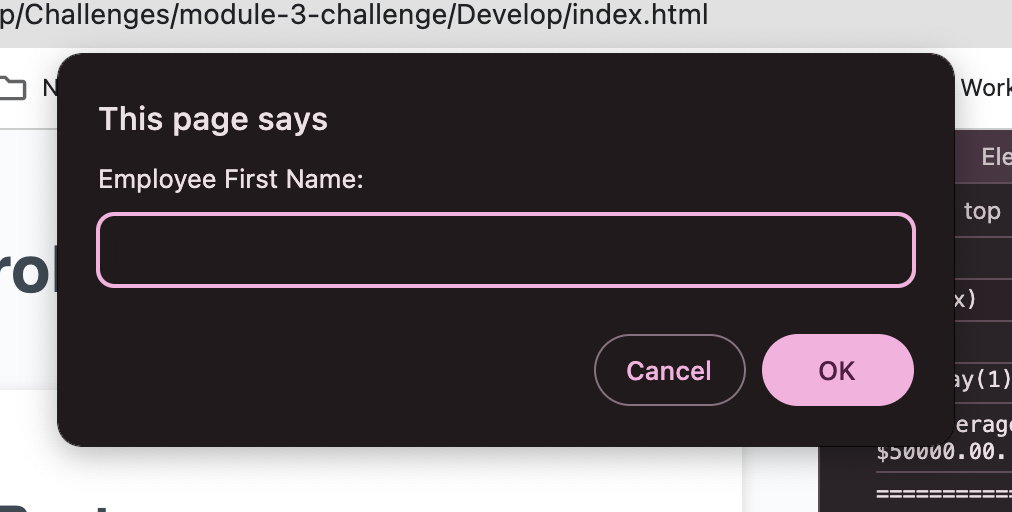 p/Challenges/module-3-challenge/Develop/index.html
N
Work
This page says
Ele
Employee First Name:
top
rol
x)
Cancel
OK
ay(1)
erage
$50000.00.
===========